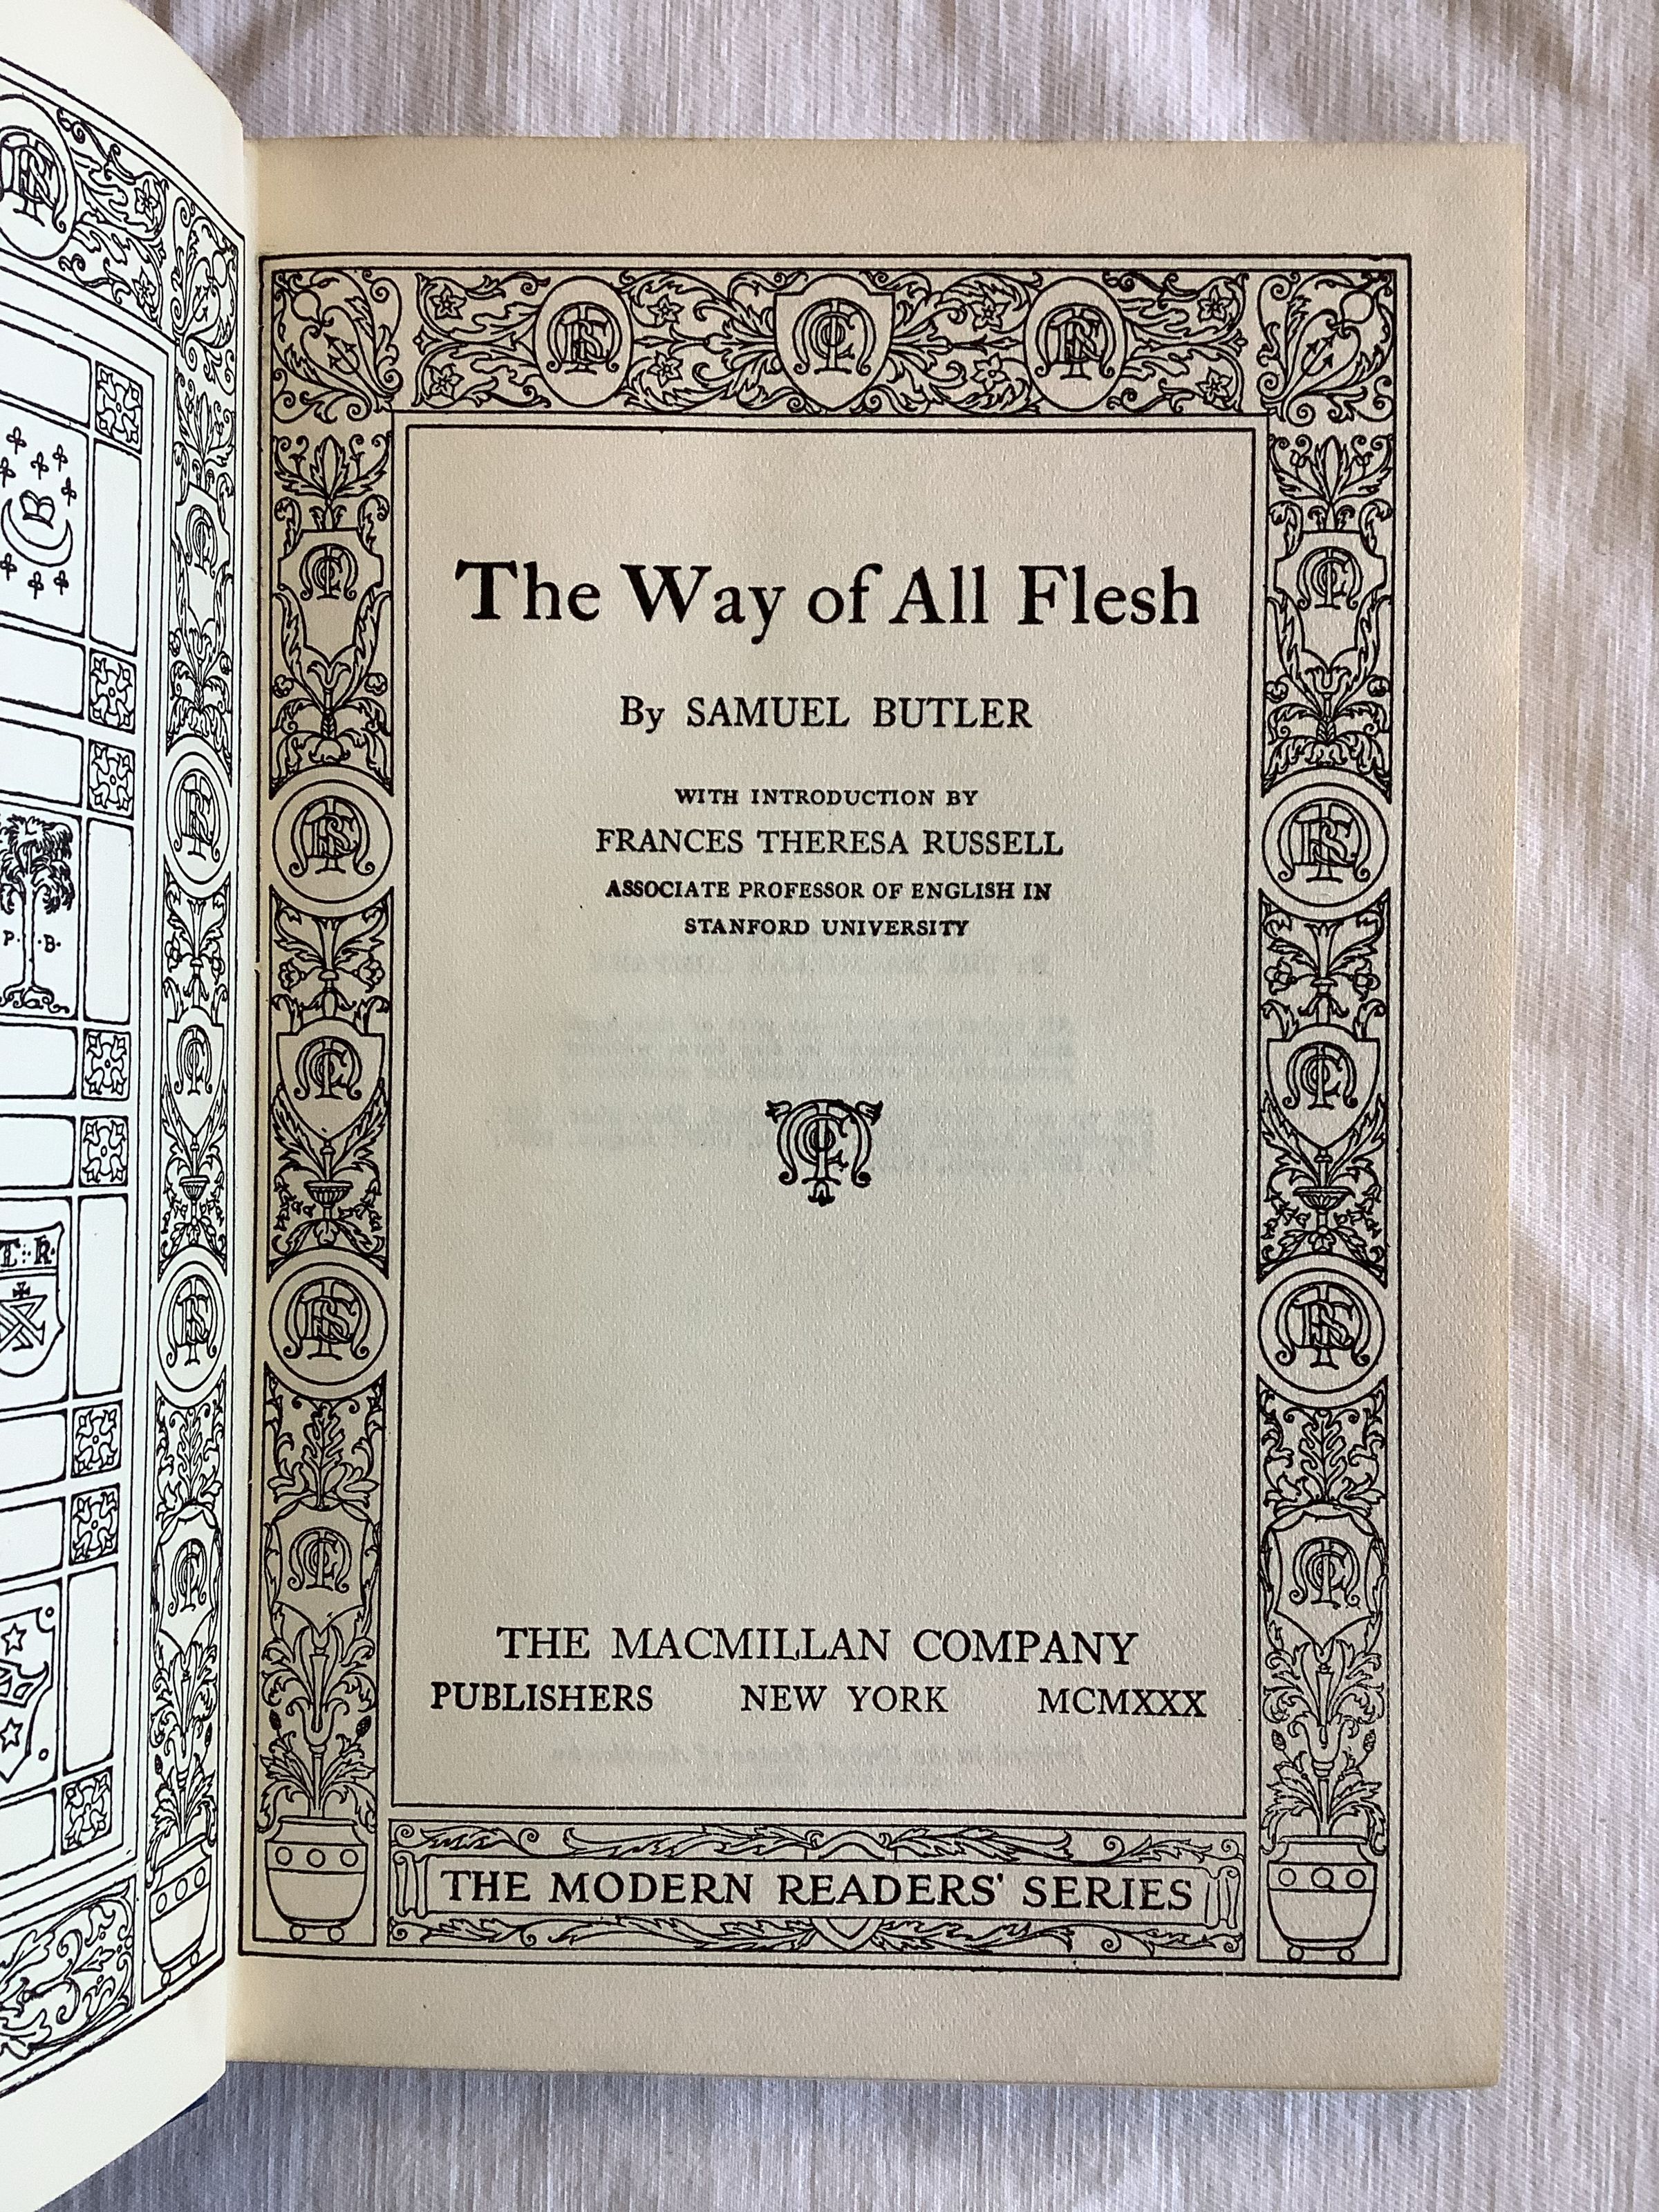 The Way of All Flesh
By SAMUEL BUTLER
WITH INTRODUCTION BY
FRANCES THERESA RUSSELL
ASSOCIATE PROFESSOR OF ENGLISH IN
STANFORD UNIVERSITY
THE MACMILLAN COMPANY
PUBLISHERS NEW YORK MCMXXX
THE MODERN READERS' SERIES
P. B.
T:R